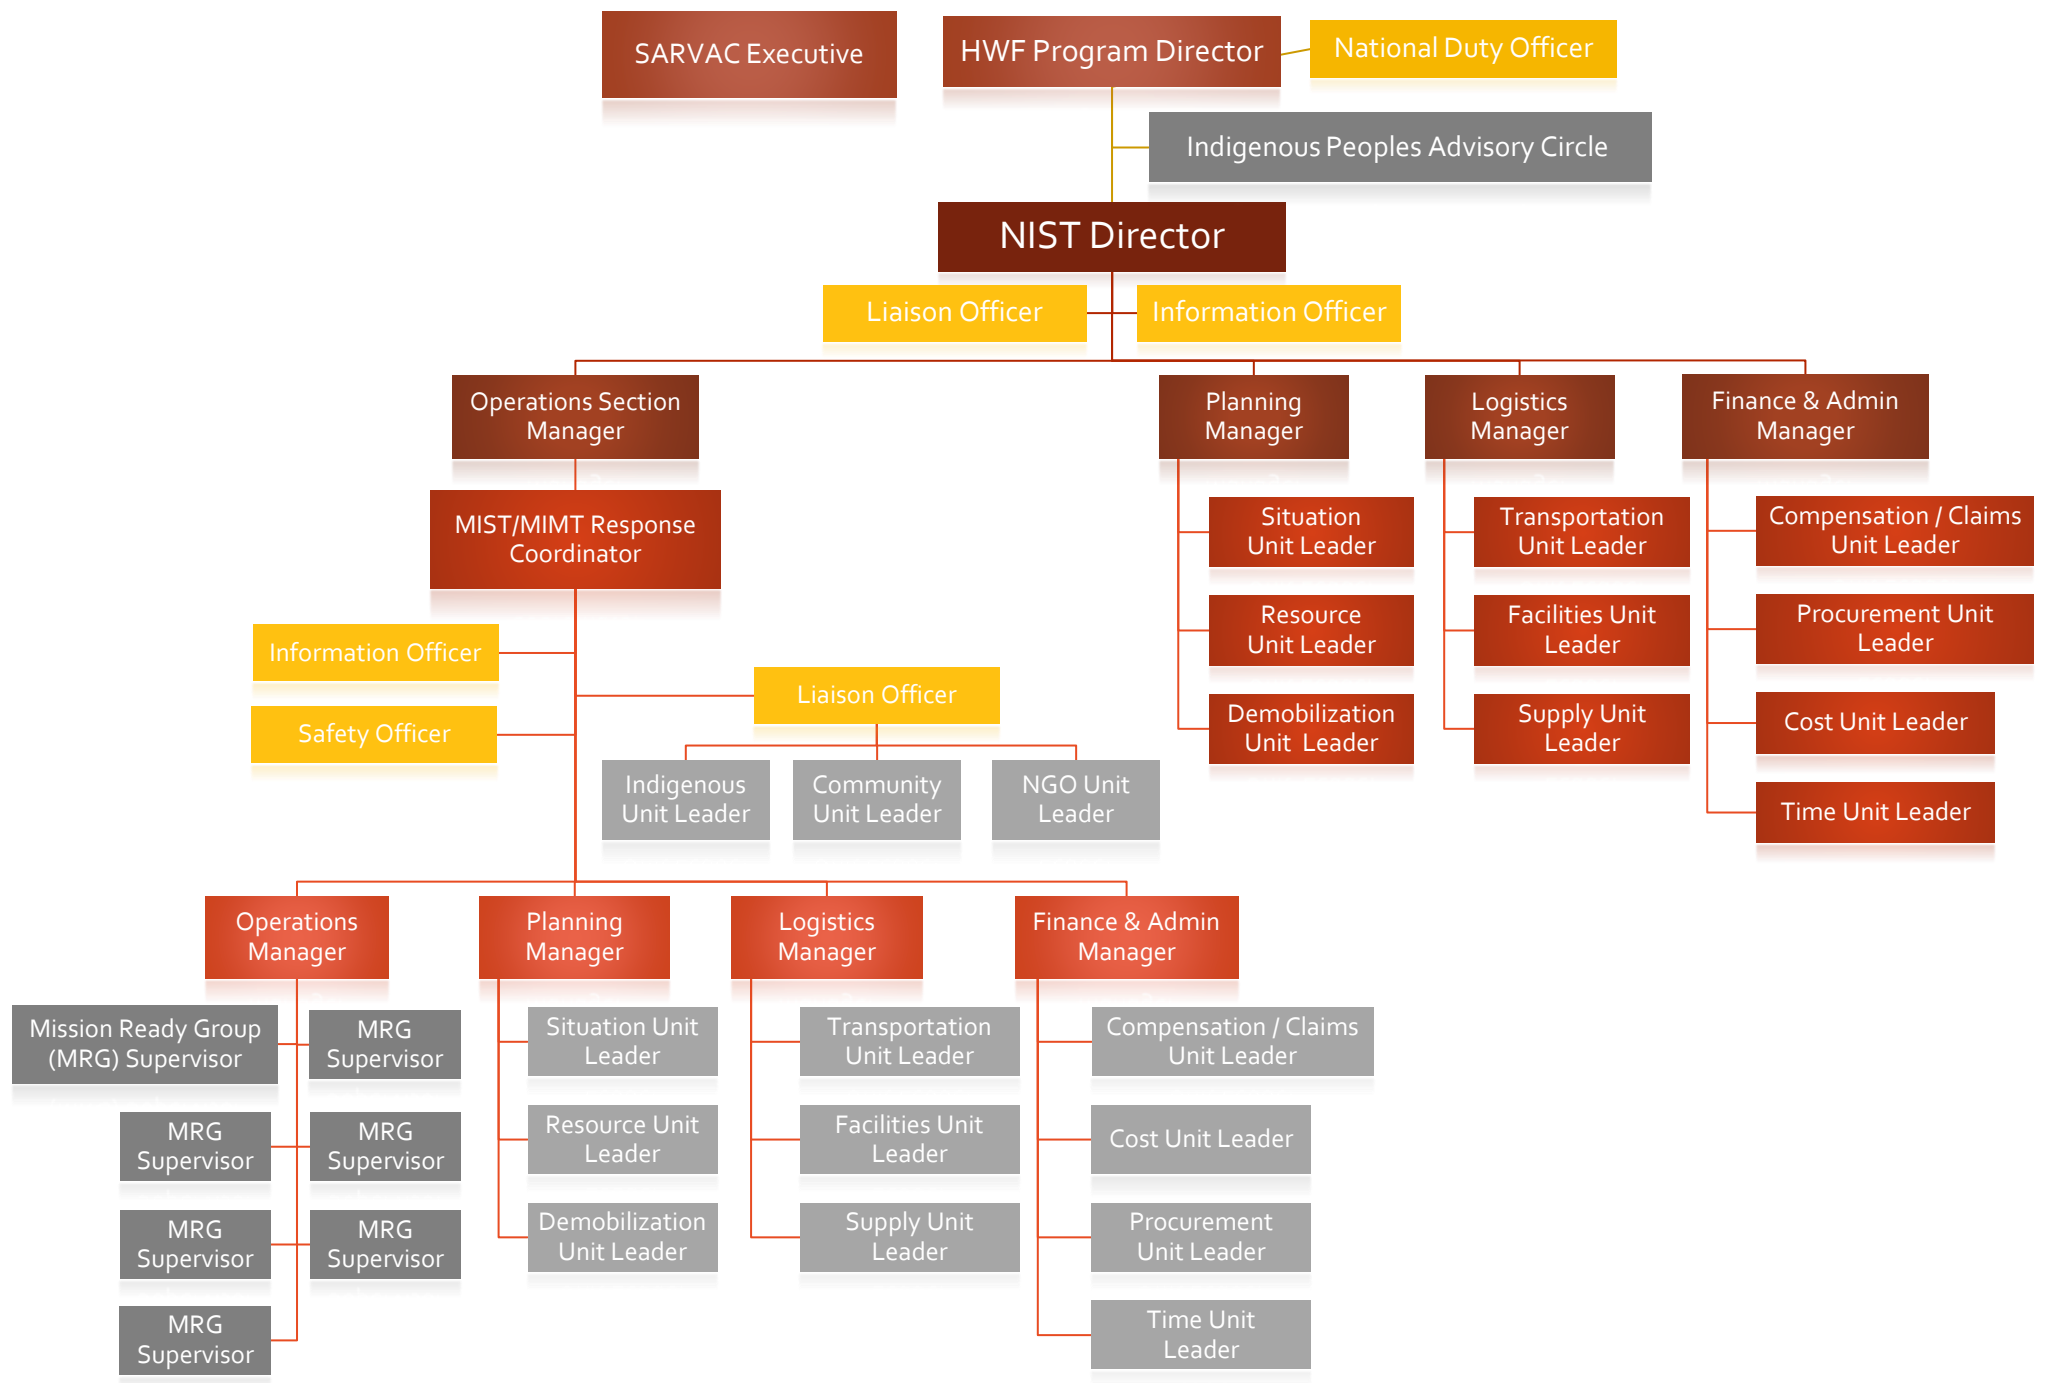 SARVAC Executive
HWF Program Director
National Duty Officer
Indigenous Peoples Advisory Circle
NIST Director
Liaison Officer
Information Officer
Operations Section
Manager
Planning
Manager
Logistics
Manager
Finance & Admin
Manager
MIST/MIMT Response
Coordinator
Situation
Unit Leader
Transportation
Unit Leader
Compensation / Claims
Unit Leader
Resource
Unit Leader
Facilities Unit
Leader
Procurement Unit
Leader
Demobilization
Unit Leader
Supply Unit
Leader
Cost Unit Leader
Time Unit Leader
Information Officer
Liaison Officer
Safety Officer
Indigenous
Unit Leader
Community
Unit Leader
NGO Unit
Leader
Operations
Manager
Planning
Manager
Logistics
Manager
Finance & Admin
Manager
Mission Ready Group
(MRG) Supervisor
MRG
Supervisor
MRG
Supervisor
MRG
Supervisor
MRG
Supervisor
MRG
Supervisor
MRG
Supervisor
Situation Unit
Leader
Resource Unit
Leader
Demobilization
Unit Leader
Transportation
Unit Leader
Facilities Unit
Leader
Supply Unit
Leader
Compensation / Claims
Unit Leader
Cost Unit Leader
Procurement
Unit Leader
Time Unit
Leader